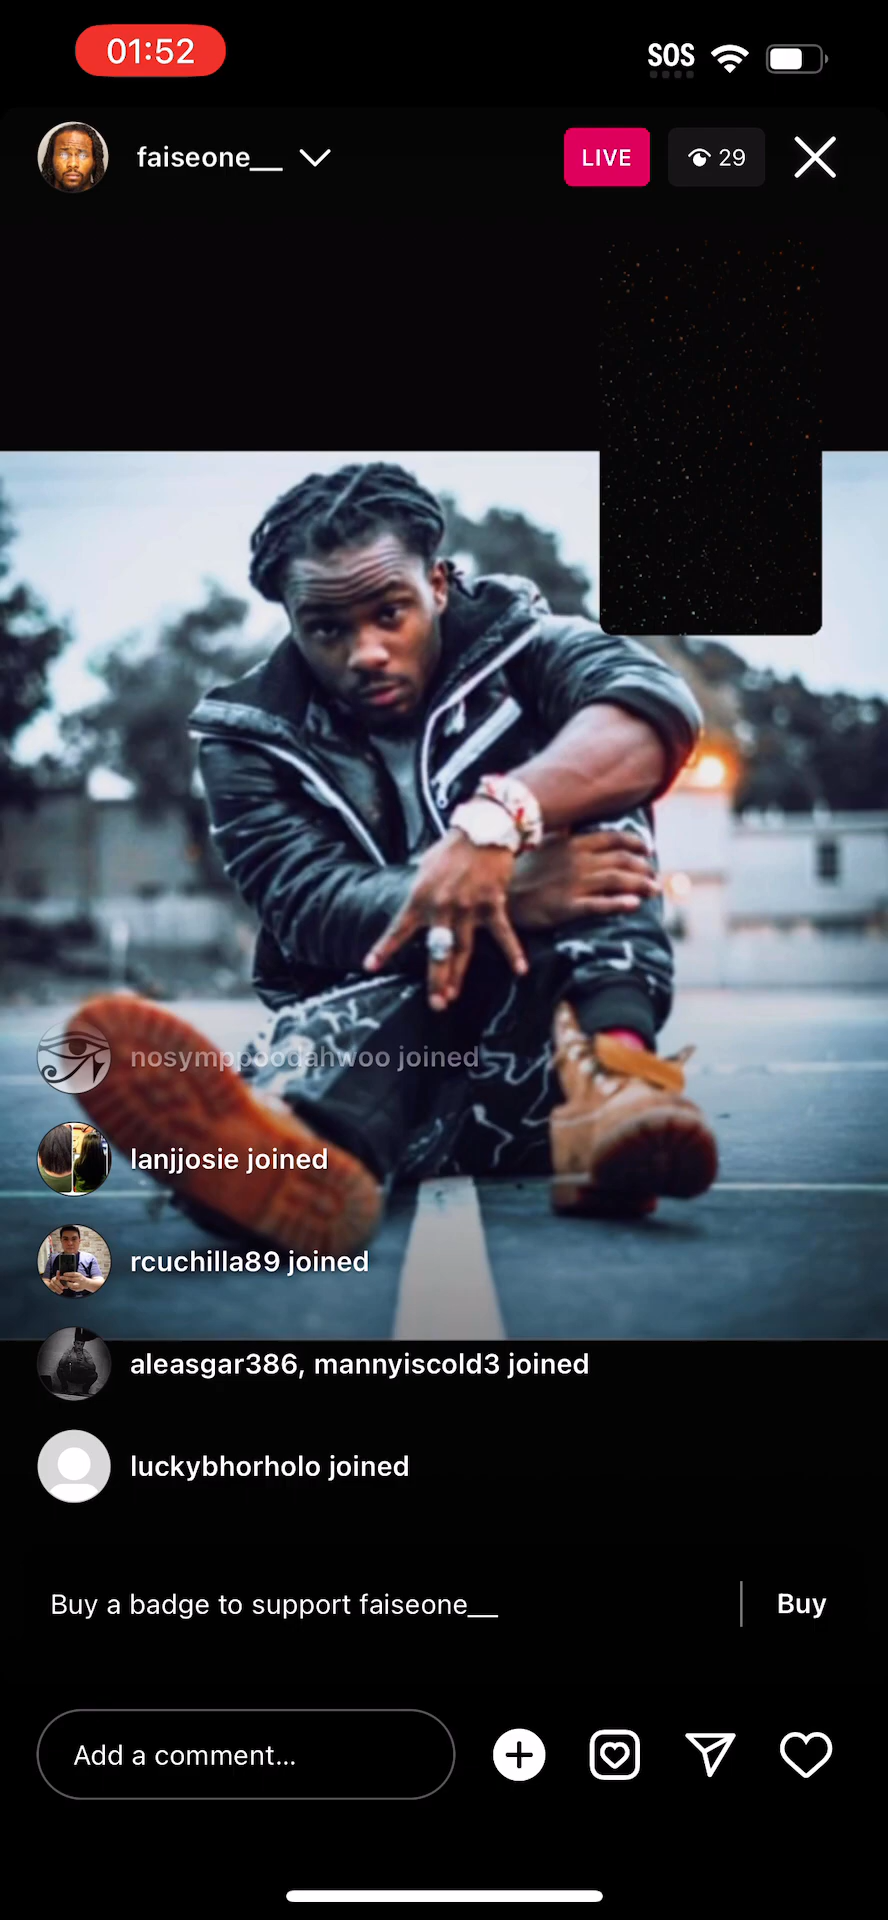 01:52
SOS
faiseone__
LIVE
29
nosymppoodahwoo joined
lanjjosie joined
rcuchilla89 joined
aleasgar386, mannyiscold3 joined
luckybhorholo joined
Buy a badge to support faiseone__
Buy
Add a comment...